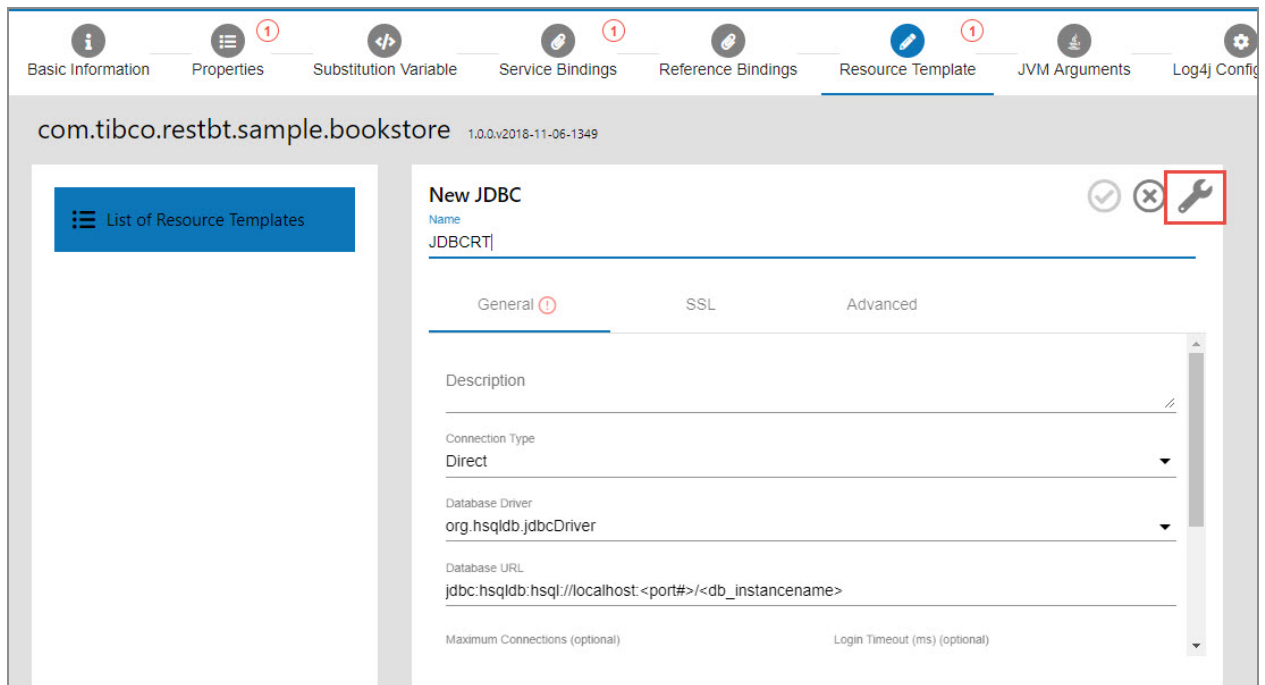 1 1 1
Basic Information Properties Substitution Variable Service Bindings Reference Bindings Resource Template JVM Arguments Log4j Config
com.tibco.restbt.sample.bookstore 1.0.0.v2018-11-06-1349
List of Resource Templates
New JDBC
Name
JDBCRT
General SSL Advanced
Description
Connection Type
Direct
Database Driver
org.hsqldb.jdbcDriver
Database URL
jdbc:hsqldb:hsql://localhost:<port#>/<db_instancename>
Maximum Connections (optional) Login Timeout (ms) (optional)